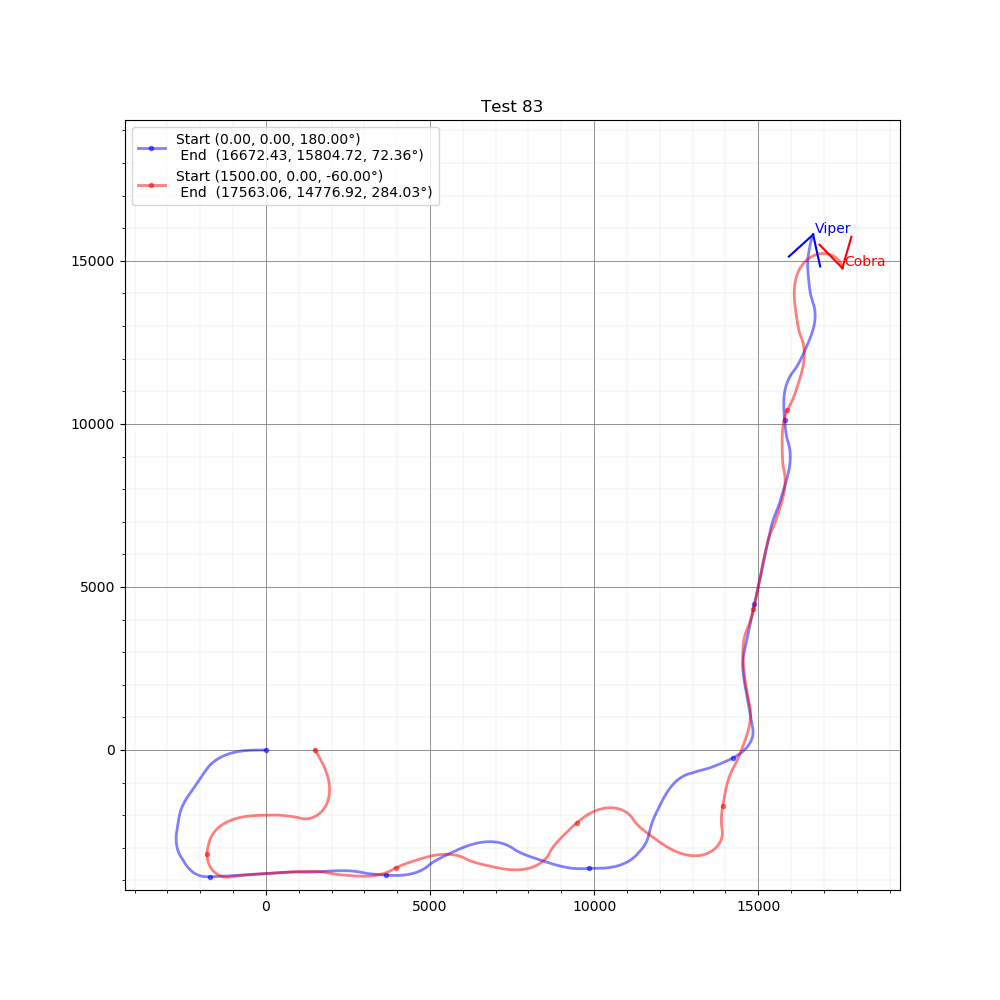 Test 83
Start (0.00, 0.00, 180.00°)
End (16672.43, 15804.72, 72.36°)
Start (1500.00, 0.00, -60.00°)
End (17563.06, 14776.92, 284.03°)
Viper
Cobra
15000
10000
5000
0
0
5000
10000
15000